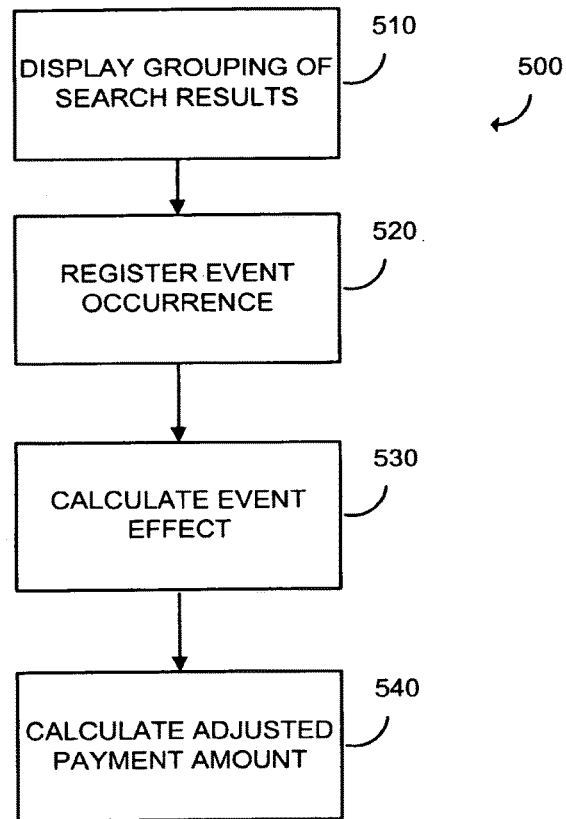 510
DISPLAY GROUPING OF
SEARCH RESULTS
500
520
REGISTER EVENT
OCCURRENCE
530
CALCULATE EVENT
EFFECT
540
CALCULATE ADJUSTED
PAYMENT AMOUNT